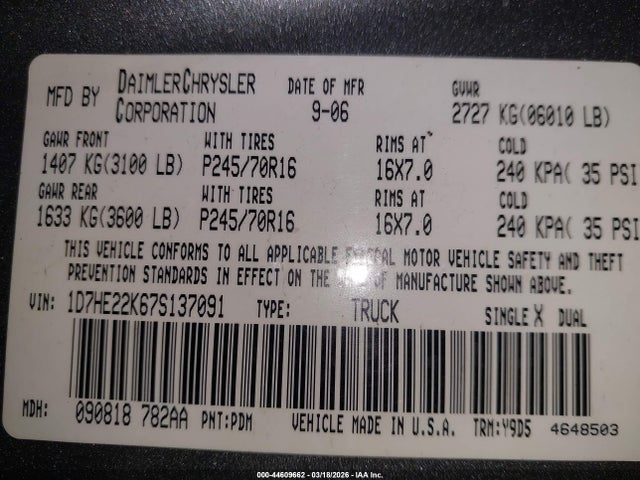 MFD BY DAIMLERCHRYSLER CORPORATION DATE OF MFR 9-06 GVWR 2727 KG(06010 LB)
GAWR FRONT WITH TIRES RIMS AT COLD
1407 KG(3100 LB) P245/70R16 16X7.0 240 KPA( 35 PSI
GAWR REAR WITH TIRES RIMS AT COLD
1633 KG(3600 LB) P245/70R16 16X7.0 240 KPA( 35 PSI
THIS VEHICLE CONFORMS TO ALL APPLICABLE MOTOR VEHICLE SAFETY AND THEFT
PREVENTION STANDARDS IN EFFECT ON THE OF MANUFACTURE SHOWN ABOVE.
VIN: 1D7HE22K67S137091 TYPE: TRUCK SINGLE X DUAL
MDH: 090818 782AA PNT:PDM VEHICLE MADE IN U.S.A. TRM:Y9D5 4648503
000-44609662 - 03/18/2026 - IAA Inc.